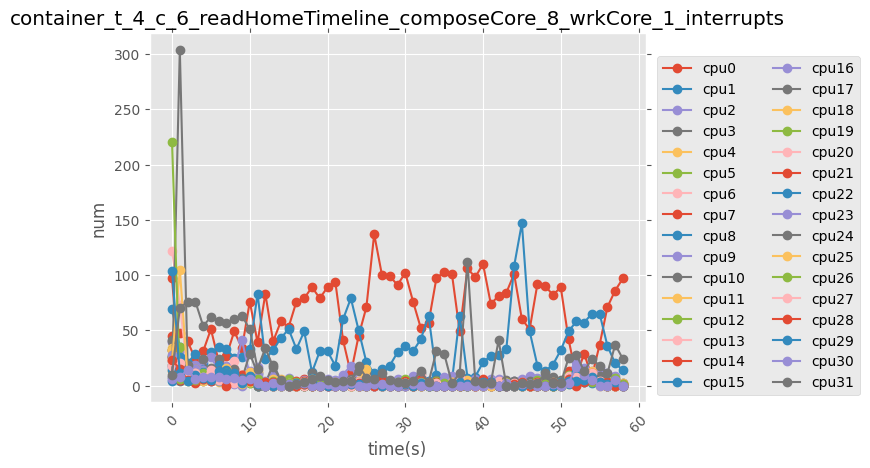 container_t_4_c_6_readHomeTimeline_composeCore_8_wrkCore_1_interrupts
num
300
250
200
150
100
50
0
0
10
20
30
40
50
60
time(s)
cpu0
cpu1
cpu2
cpu3
cpu4
cpu5
cpu6
cpu7
cpu8
cpu9
cpu10
cpu11
cpu12
cpu13
cpu14
cpu15
cpu16
cpu17
cpu18
cpu19
cpu20
cpu21
cpu22
cpu23
cpu24
cpu25
cpu26
cpu27
cpu28
cpu29
cpu30
cpu31